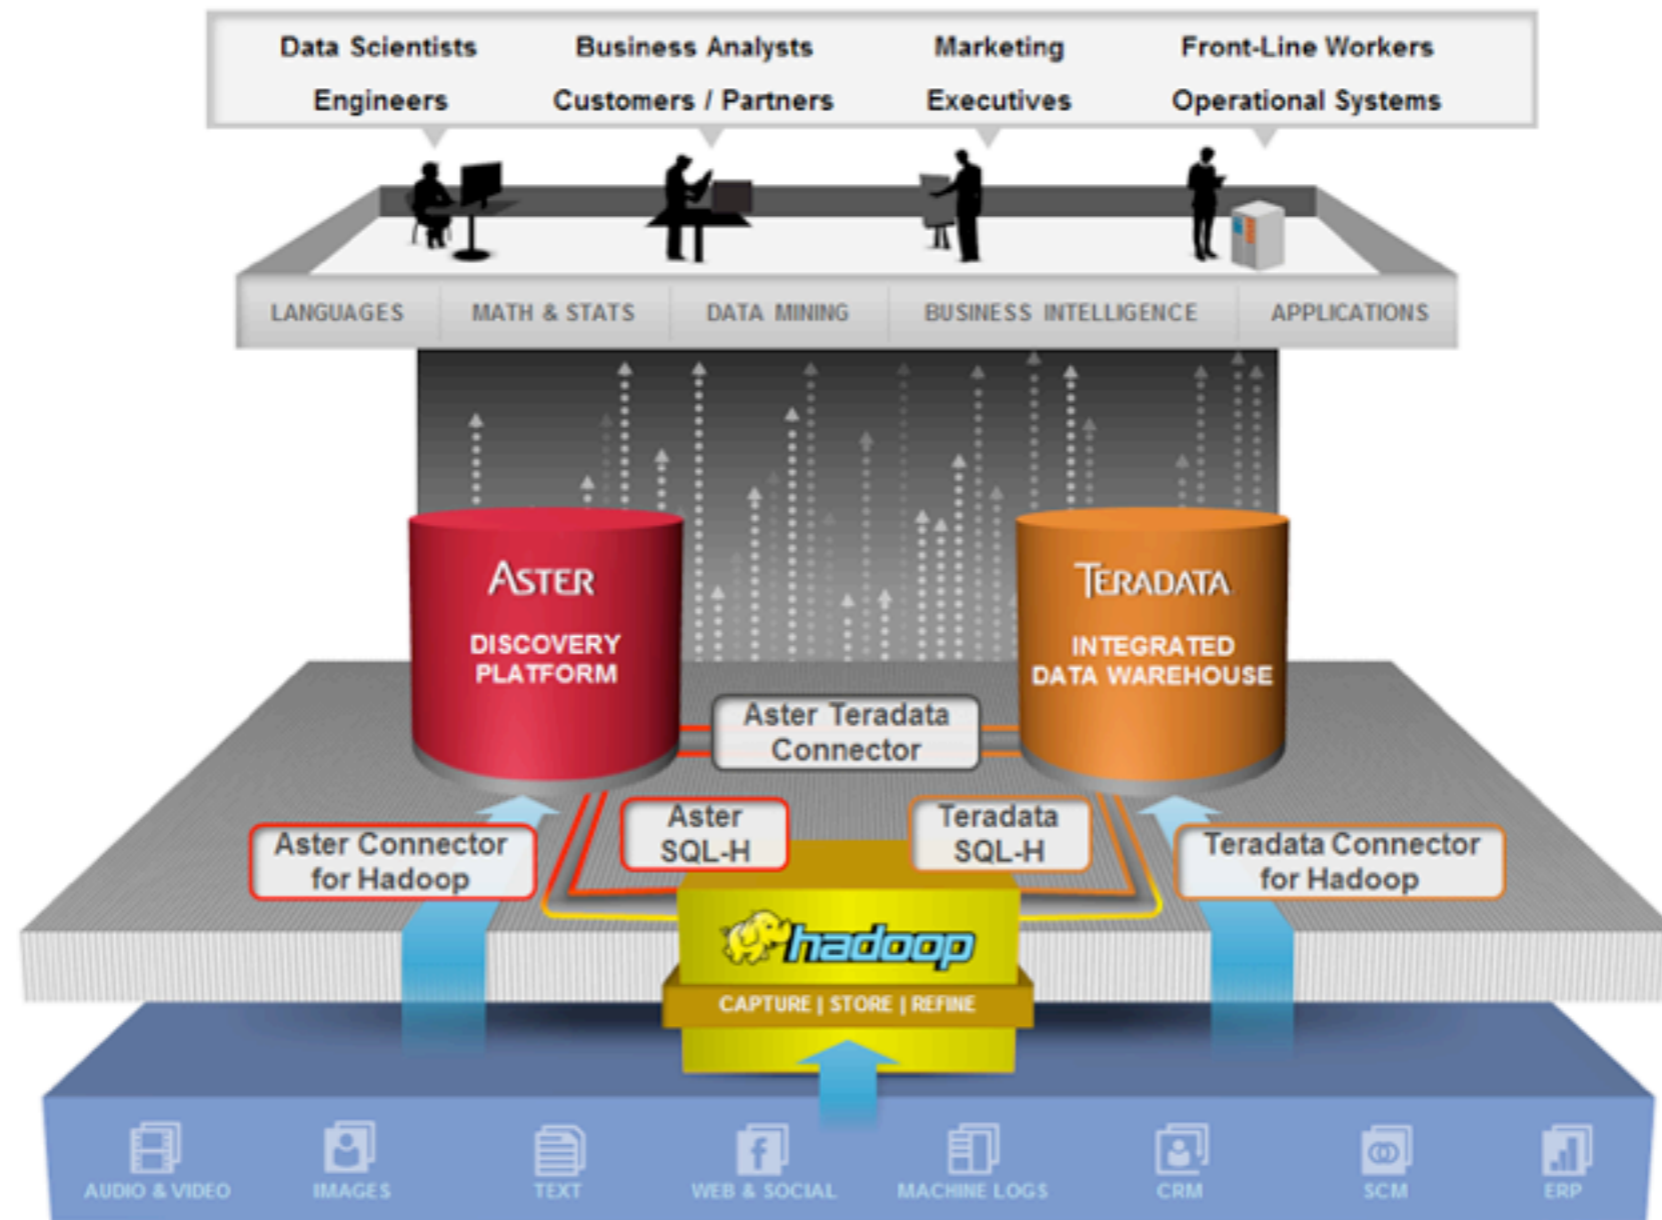 Data Scientists Business Analysts Marketing Front-Line Workers
Engineers Customers / Partners Executives Operational Systems
LANGUAGES MATH & STATS DATA MINING BUSINESS INTELLIGENCE APPLICATIONS
ASTER
DISCOVERY
PLATFORM
TERADATA
INTEGRATED
DATA WAREHOUSE
Aster Teradata
Connector
Aster Connector
for Hadoop
Aster
SQL-H
Teradata
SQL-H
Teradata Connector
for Hadoop
hadoop
CAPTURE | STORE | REFINE
AUDIO & VIDEO IMAGES TEXT WEB & SOCIAL MACHINE LOGS CRM SCM ERP